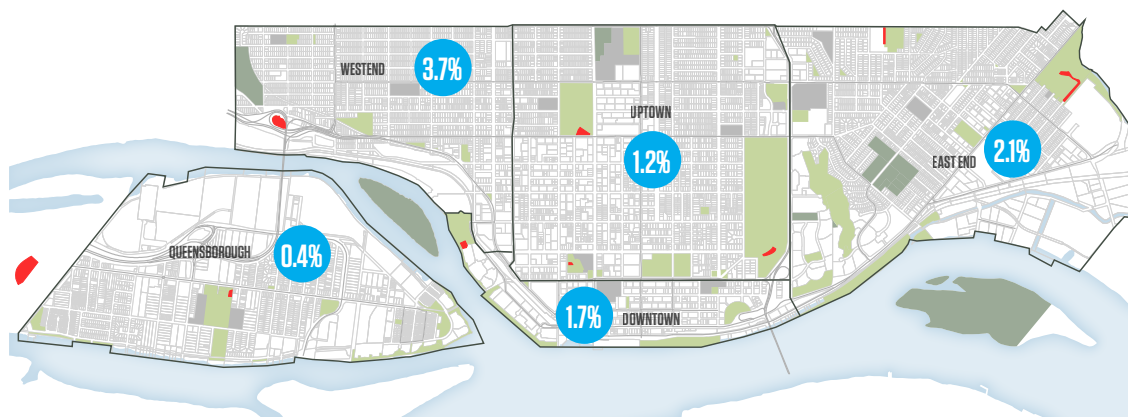 WESTEND
3.7%
UPTOWN
1.2%
EAST END
2.1%
QUEENSBOROUGH
0.4%
1.7%
DOWNTOWN